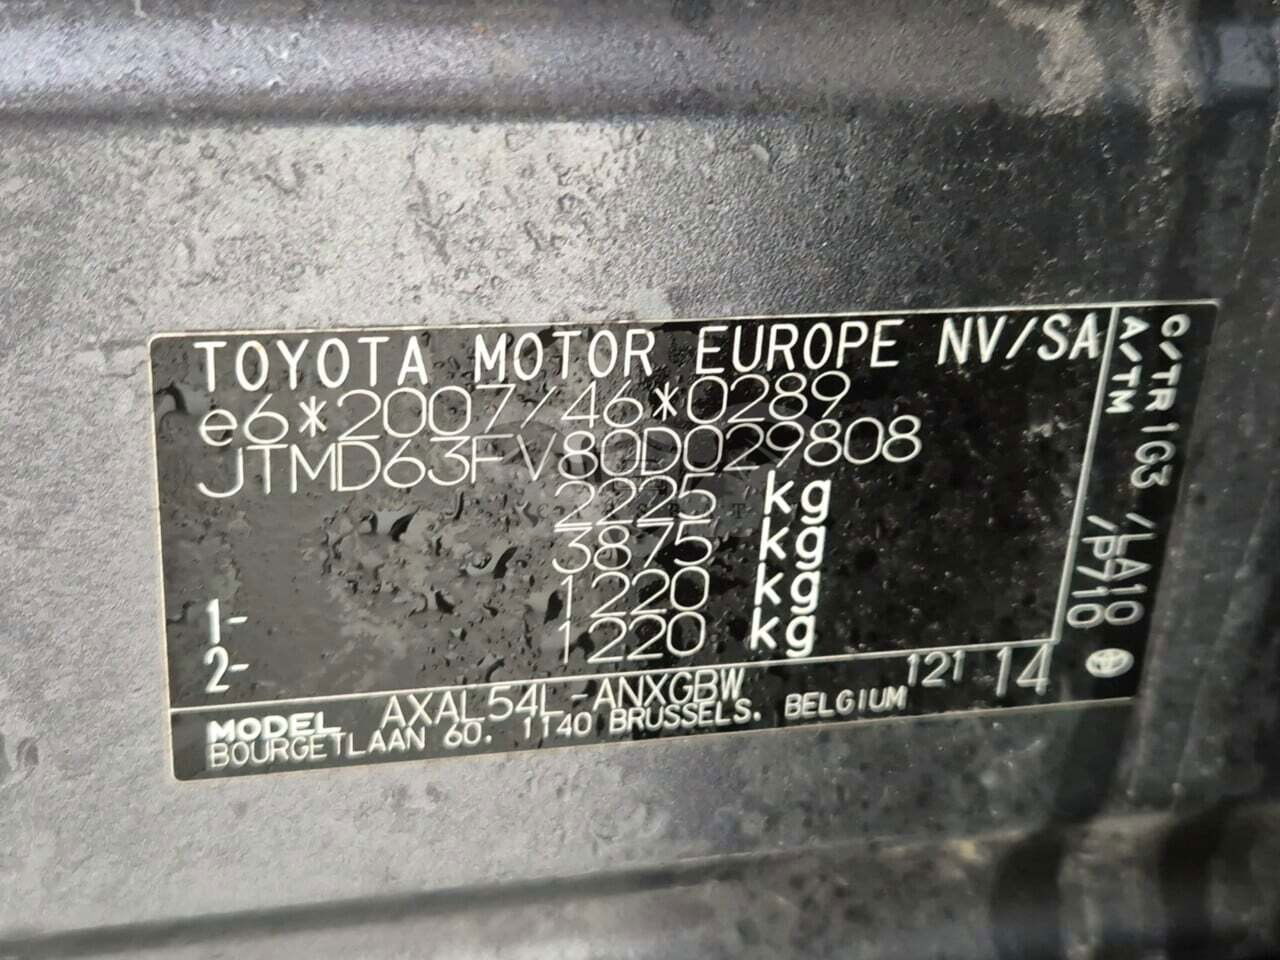 TOYOTA MOTOR EUROPE NV/SA
e6*2007/46*0289
JTMD63FV80D029808
2225 kg
3875 kg
1- 1220 kg
2- 1220 kg
MODEL AXAL54L-ANXGBW
BOURGETLAAN 60. 1140 BRUSSELS. BELGIUM 121 14
C/TR 1G3 /LA10
A/TM /P710